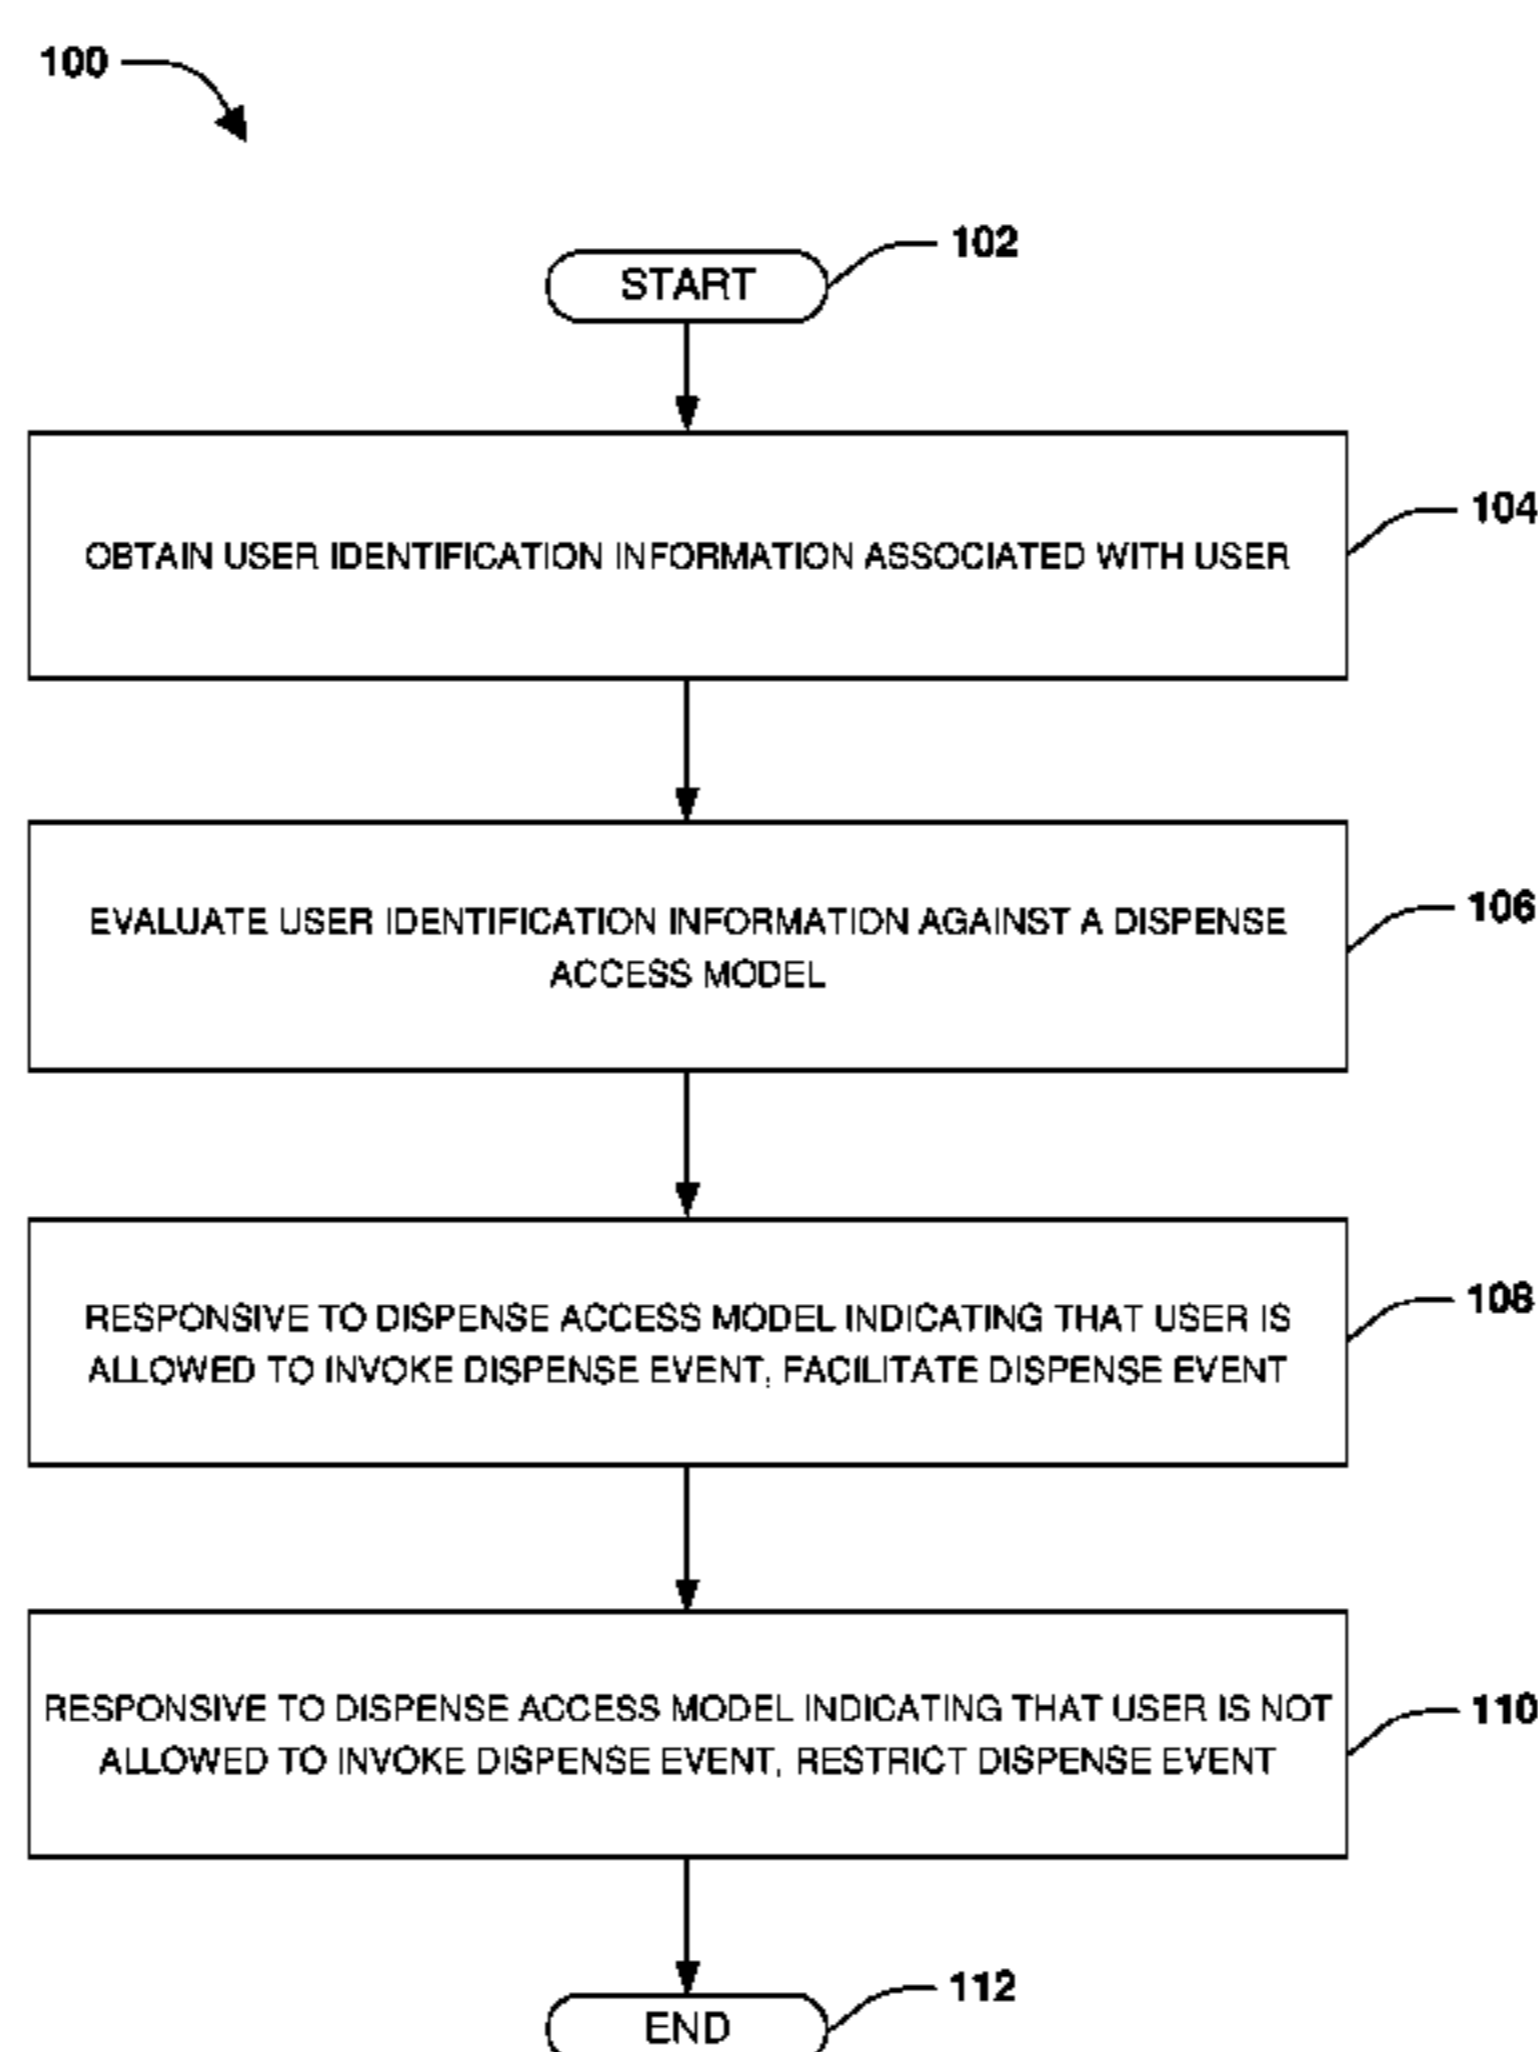 100
START
102
OBTAIN USER IDENTIFICATION INFORMATION ASSOCIATED WITH USER
104
EVALUATE USER IDENTIFICATION INFORMATION AGAINST A DISPENSE
ACCESS MODEL
106
RESPONSIVE TO DISPENSE ACCESS MODEL INDICATING THAT USER IS
ALLOWED TO INVOKE DISPENSE EVENT, FACILITATE DISPENSE EVENT
108
RESPONSIVE TO DISPENSE ACCESS MODEL INDICATING THAT USER IS NOT
ALLOWED TO INVOKE DISPENSE EVENT, RESTRICT DISPENSE EVENT
110
END
112